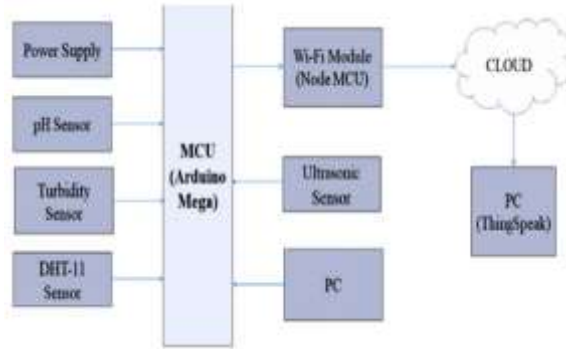 Power Supply
pH Sensor
Turbidity
Sensor
DHT-11
Sensor
MCU
(Arduino
Mega)
Wi-Fi Module
(Node MCU)
Ultrasonic
Sensor
PC
CLOUD
PC
(ThingSpeak)